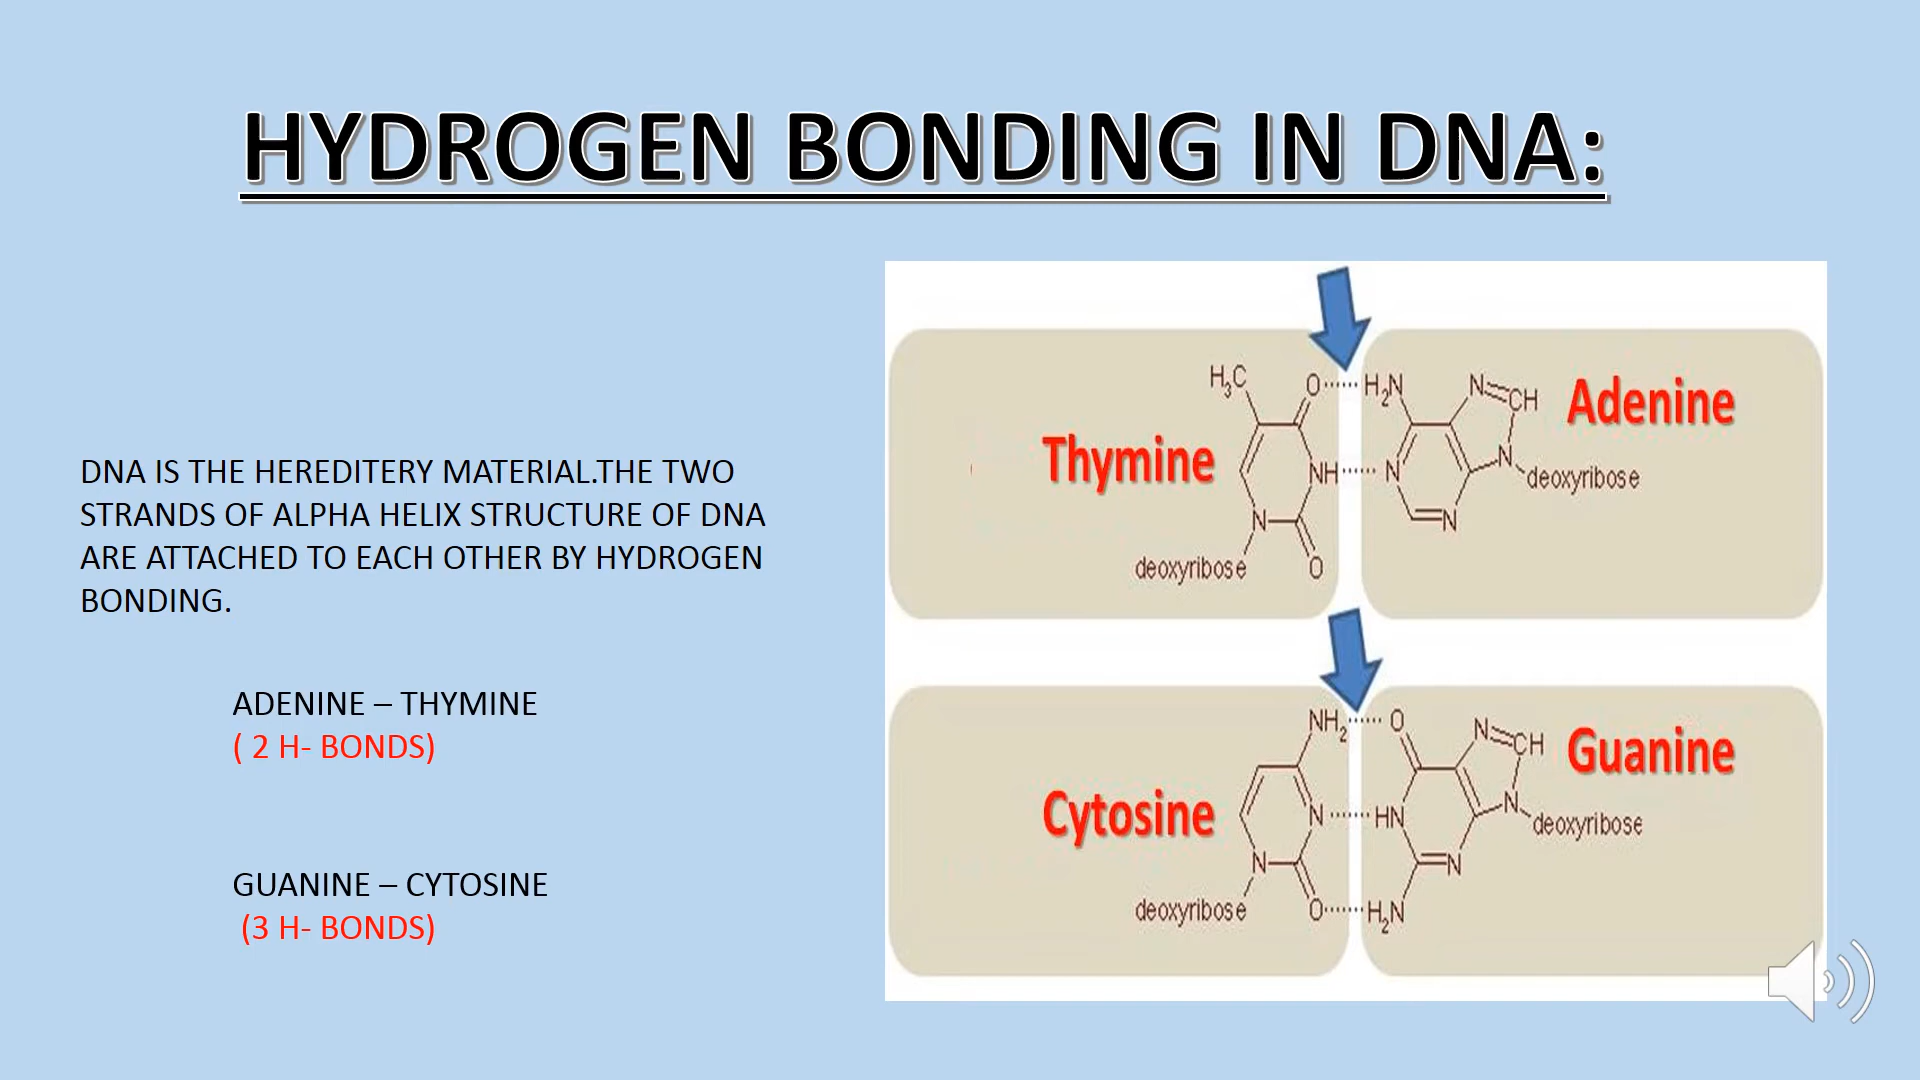 HYDROGEN BONDING IN DNA:
DNA IS THE HEREDITERY MATERIAL.THE TWO
STRANDS OF ALPHA HELIX STRUCTURE OF DNA
ARE ATTACHED TO EACH OTHER BY HYDROGEN
BONDING.
ADENINE – THYMINE
( 2 H- BONDS)
GUANINE – CYTOSINE
(3 H- BONDS)
H3C
O
H2N
N
CH
Adenine
Thymine
NH
N
N
deoxyribose
N
N
deoxyribose
O
NH2
O
N
CH
Guanine
Cytosine
N
HN
N
deoxyribose
N
N
deoxyribose
O
H2N